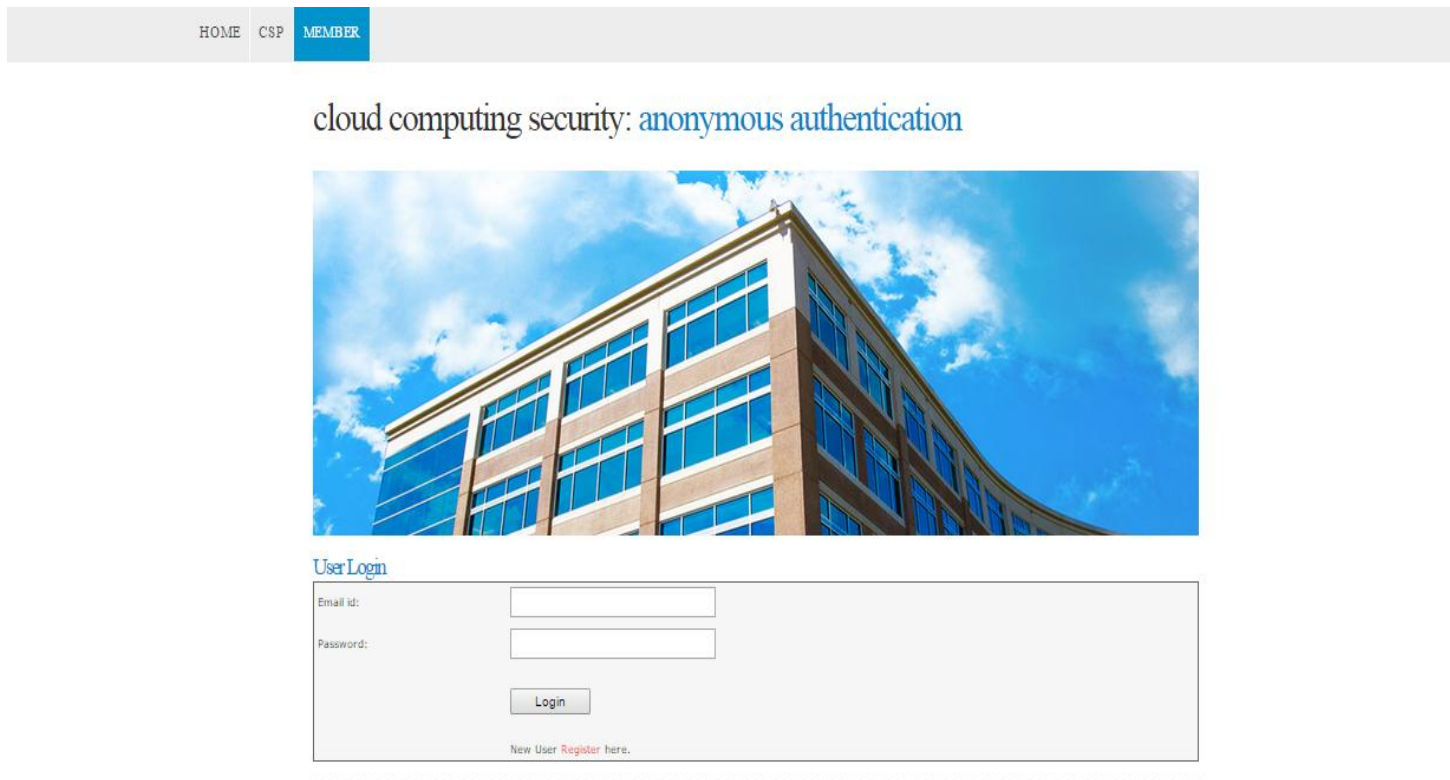 HOME CSP MEMBER
cloud computing security: anonymous authentication
User Login
Email id:
Password:
Login
New User Register here.